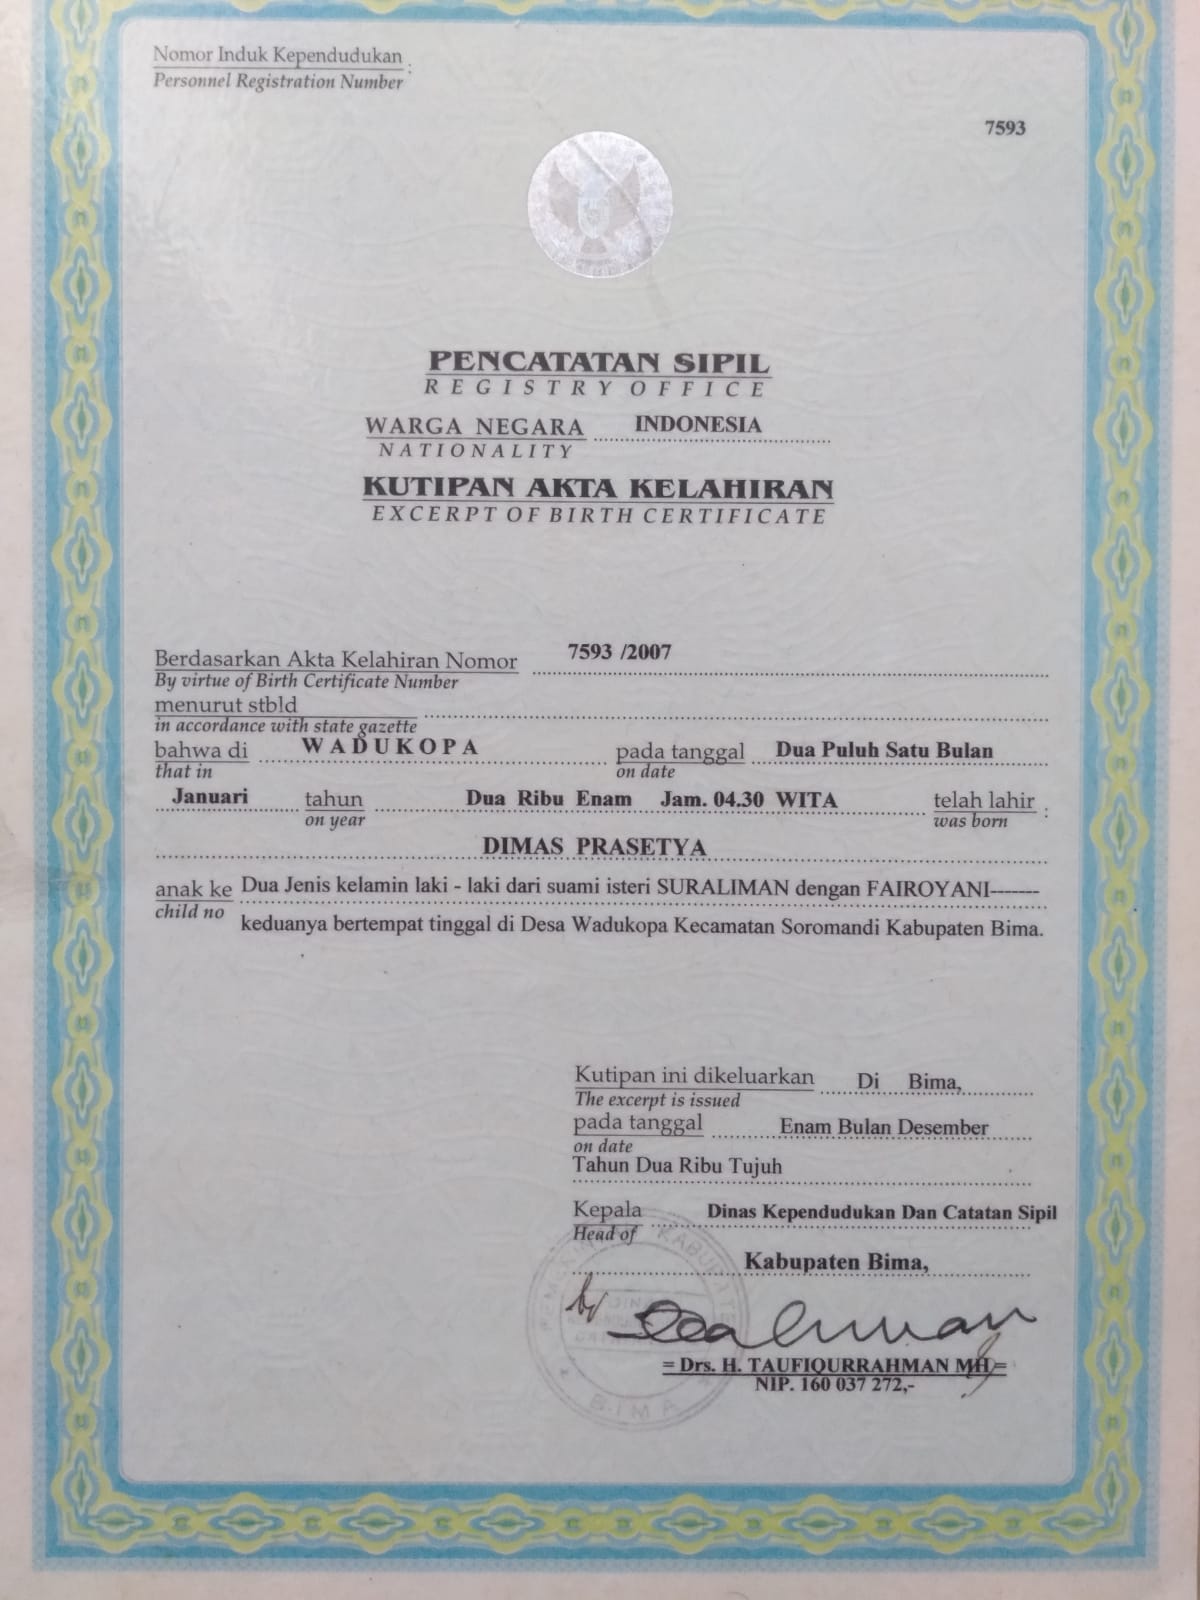 Nomor Induk Kependudukan :
Personnel Registration Number
7593
PENCATATAN SIPIL
REGISTRY OFFICE
WARGA NEGARA INDONESIA
NATIONALITY
KUTIPAN AKTA KELAHIRAN
EXCERPT OF BIRTH CERTIFICATE
Berdasarkan Akta Kelahiran Nomor 7593 /2007
By virtue of Birth Certificate Number
menurut stbld
in accordance with state gazette
bahwa di WADUKOPA pada tanggal Dua Puluh Satu Bulan
that in on date
Januari tahun Dua Ribu Enam Jam. 04.30 WITA telah lahir :
on year was born
DIMAS PRASETYA
anak ke Dua Jenis kelamin laki - laki dari suami isteri SURALIMAN dengan FAIROYANI-------
child no
keduanya bertempat tinggal di Desa Wadukopa Kecamatan Soromandi Kabupaten Bima.
Kutipan ini dikeluarkan Di Bima,
The excerpt is issued
pada tanggal Enam Bulan Desember
on date
Tahun Dua Ribu Tujuh
Kepala Dinas Kependudukan Dan Catatan Sipil
Head of
Kabupaten Bima,
= Drs. H. TAUFIQURRAHMAN MH=
NIP. 160 037 272,-
BIMA